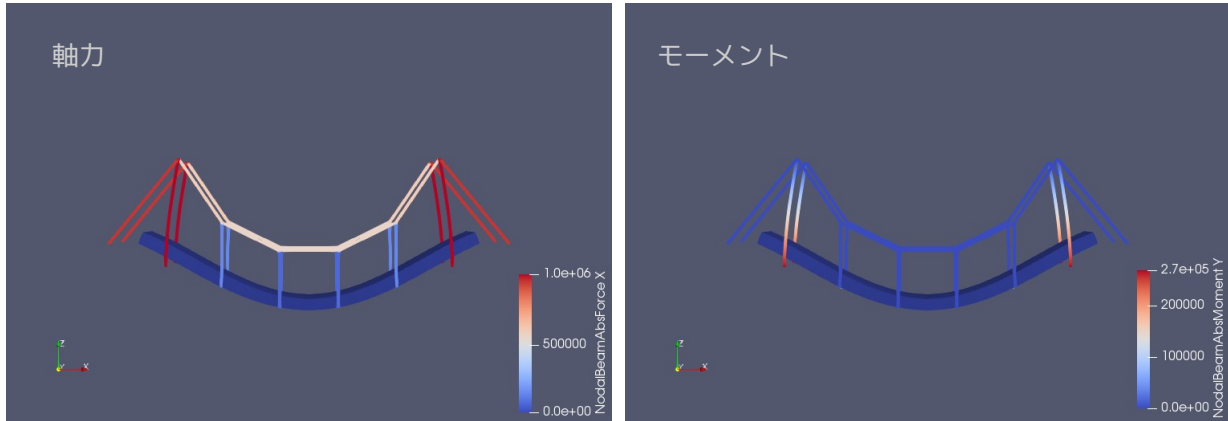 軸力
1.0e+06
500000
0.0e+00
NodalBeamAbsForce X
Z
Y
X
モーメント
2.7e+05
200000
100000
0.0e+00
NodalBeamAbsMoment Y
Z
Y
X